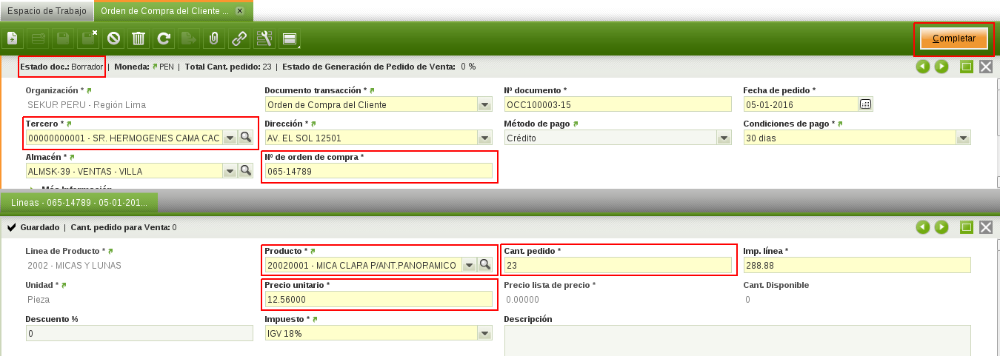 Espacio de Trabajo Orden de Compra del Cliente ... x
Completar
Estado doc.: Borrador | Moneda: PEN | Total Cant. pedido: 23 | Estado de Generación de Pedido de Venta: 0 %
Organización * Documento transacción * Nº documento * Fecha de pedido *
SEKUR PERU - Región Lima Orden de Compra del Cliente OCC100003-15 05-01-2016
Tercero * Dirección * Método de pago Condiciones de pago *
00000000001 - SR. HERMOGENES CAMA CAC AV. EL SOL 12501 Crédito 30 dias
Almacén * Nº de orden de compra *
ALMSK-39 - VENTAS - VILLA 065-14789
Más Información
Lineas - 065-14789 - 05-01-201...
Guardado | Cant. pedido para Venta: 0
Linea de Producto * Producto * Cant. pedido * Imp. línea *
2002 - MICAS Y LUNAS 20020001 - MICA CLARA P/ANT.PANORAMICO 23 288.88
Unidad * Precio unitario * Precio lista de precio * Cant. Disponible
Pieza 12.56000 0.00000 0
Descuento % Impuesto * Descripción
0 IGV 18%